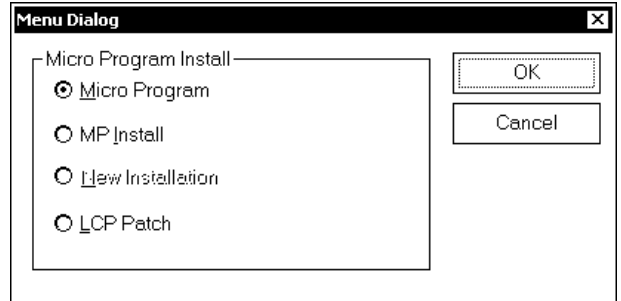 Menu Dialog
Micro Program Install
Micro Program
OK
MP Install
Cancel
New Installation
LCP Patch